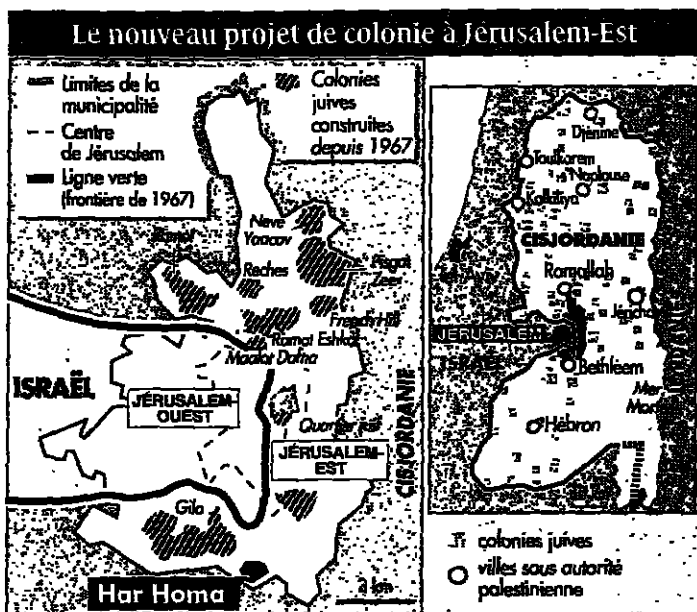 Le nouveau projet de colonie à Jérusalem-Est
Limites de la
municipalité
Centre
de Jérusalem
Ligne verte
(frontière de 1967)
Colonies
juives
construites
depuis 1967
Neve
Yaacov
Reches
Pisgat
Zeev
French Hill
Ramat Eshkol
Maalot Dafna
ISRAËL
JÉRUSALEM-
OUEST
Quartier juif
JÉRUSALEM-
EST
CISJORDANIE
Gilo
Har Homa
2 km
Djénine
Toulkarem
Naplouse
Kalkiliya
CISJORDANIE
Ramallah
Jéricho
JÉRUSALEM
Bethléem
Mer
Morte
Hébron
colonies juives
villes sous autorité
palestinienne